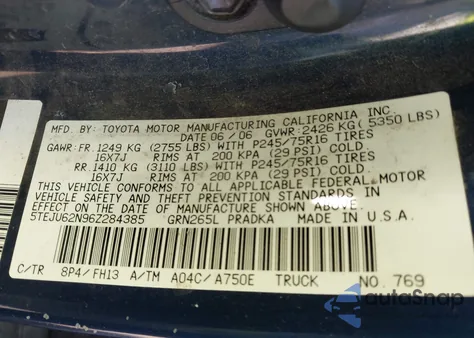 MFD. BY: TOYOTA MOTOR MANUFACTURING CALIFORNIA INC.
DATE 06/06 GVWR: 2426 KG ( 5350 LBS)
GAWR: FR. 1249 KG (2755 LBS) WITH P245/75R16 TIRES
16X7J RIMS AT 200 KPA (29 PSI) COLD.
RR. 1410 KG (3110 LBS) WITH P245/75R16 TIRES
16X7J RIMS AT 200 KPA (29 PSI) COLD.
THIS VEHICLE CONFORMS TO ALL APPLICABLE FEDERAL MOTOR
VEHICLE SAFETY AND THEFT PREVENTION STANDARDS IN
EFFECT ON THE DATE OF MANUFACTURE SHOWN ABOVE.
5TEJU62N96Z284385 GRN265L PRADKA MADE IN U.S.A.
C/TR 8P4/FH13 A/TM A04C/A750E TRUCK NO. 769
autoSnap